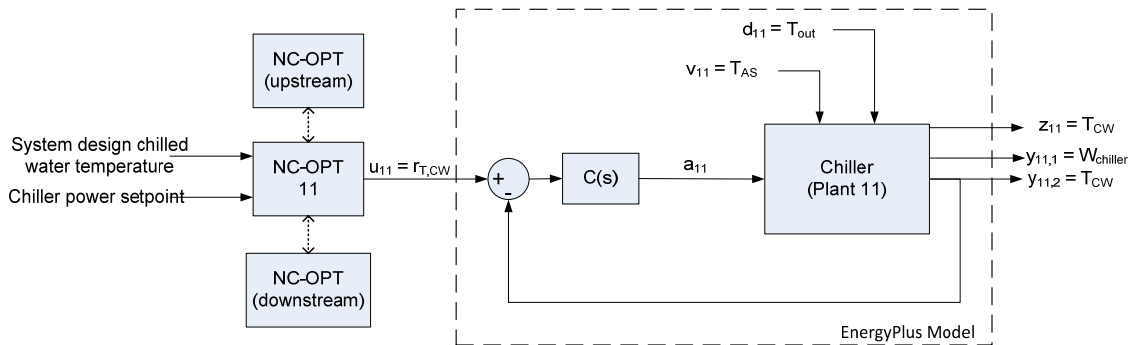 d₁₁ = Tout
v₁₁ = TAS
NC-OPT
(upstream)
System design chilled
water temperature
Chiller power setpoint
NC-OPT
11
u₁₁ = rT,CW
+
-
C(s)
a₁₁
Chiller
(Plant 11)
z₁₁ = TCW
y₁₁,₁ = Wchiller
y₁₁,₂ = TCW
NC-OPT
(downstream)
EnergyPlus Model